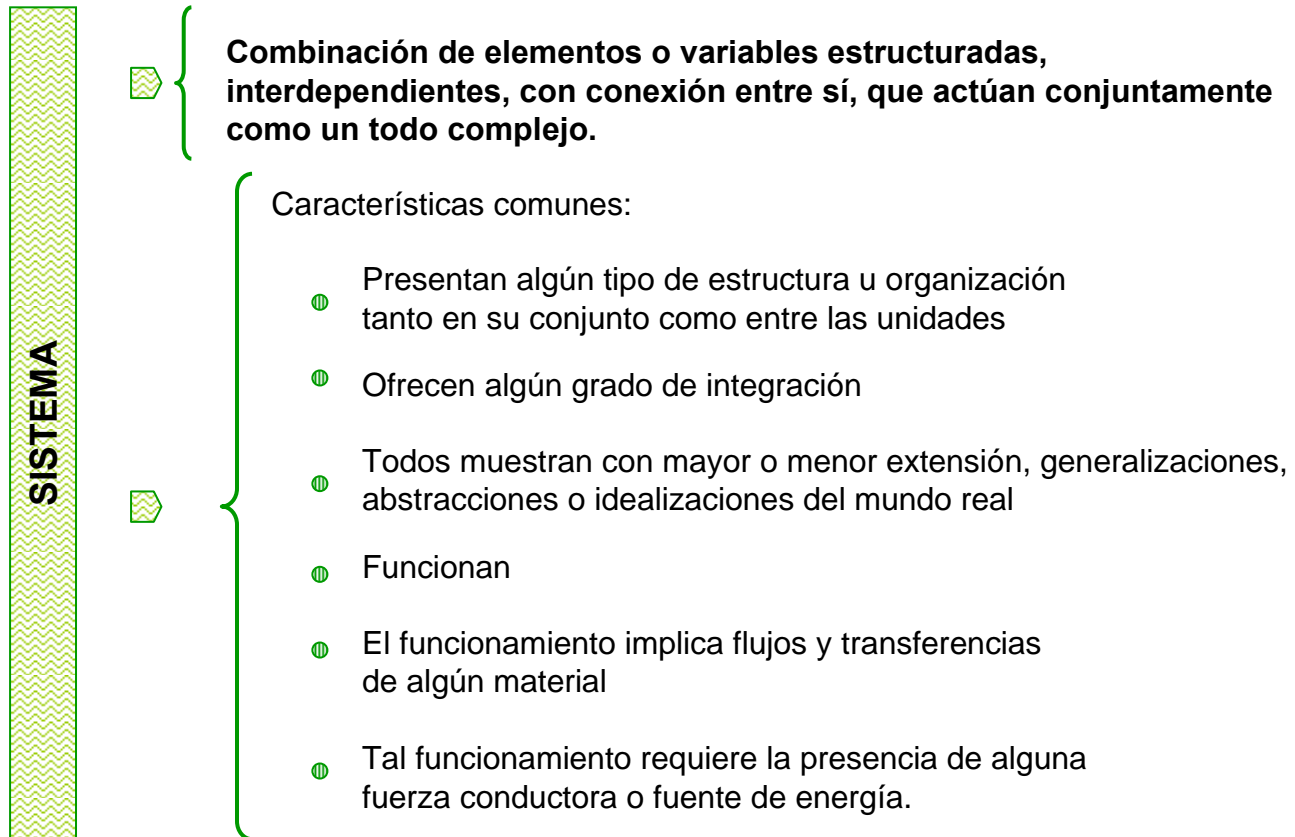 SISTEMA
Combinación de elementos o variables estructuradas,
interdependientes, con conexión entre sí, que actúan conjuntamente
como un todo complejo.
Características comunes:
Presentan algún tipo de estructura u organización
tanto en su conjunto como entre las unidades
Ofrecen algún grado de integración
Todos muestran con mayor o menor extensión, generalizaciones,
abstracciones o idealizaciones del mundo real
Funcionan
El funcionamiento implica flujos y transferencias
de algún material
Tal funcionamiento requiere la presencia de alguna
fuerza conductora o fuente de energía.